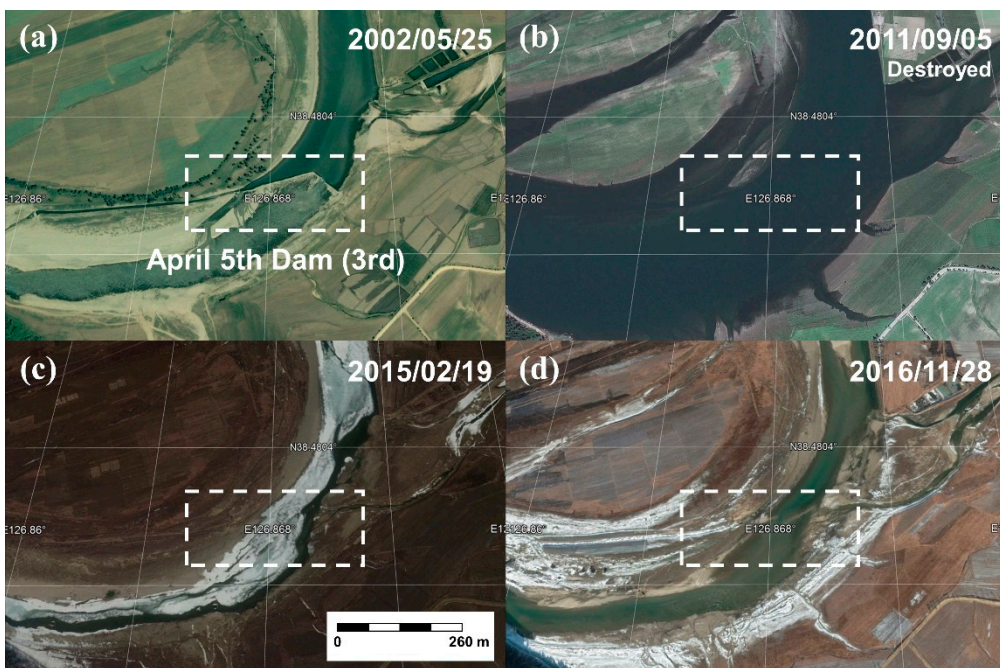 (a)
2002/05/25
N38.4804°
E126.86°
E126.868°
April 5th Dam (3rd)
(b)
2011/09/05
Destroyed
N38.4804°
E126.86°
E126.868°
(c)
2015/02/19
N38.4804°
E126.86°
E126.868°
0
260 m
(d)
2016/11/28
N38.4804°
E126.86°
E126.868°